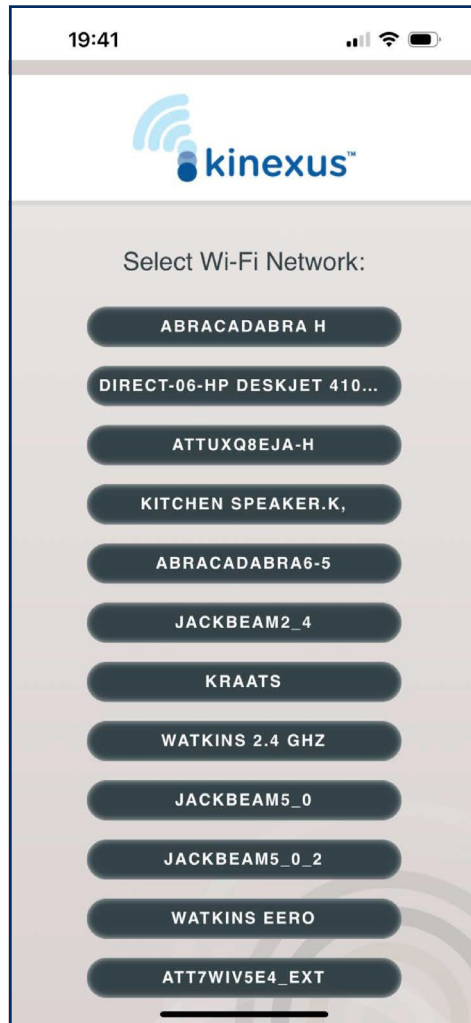 19:41
kinexus™
Select Wi-Fi Network:
ABRACADABRA H
DIRECT-06-HP DESKJET 410...
ATTUXQ8EJA-H
KITCHEN SPEAKER.K,
ABRACADABRA6-5
JACKBEAM2_4
KRAATS
WATKINS 2.4 GHZ
JACKBEAM5_0
JACKBEAM5_0_2
WATKINS EERO
ATT7WIV5E4_EXT